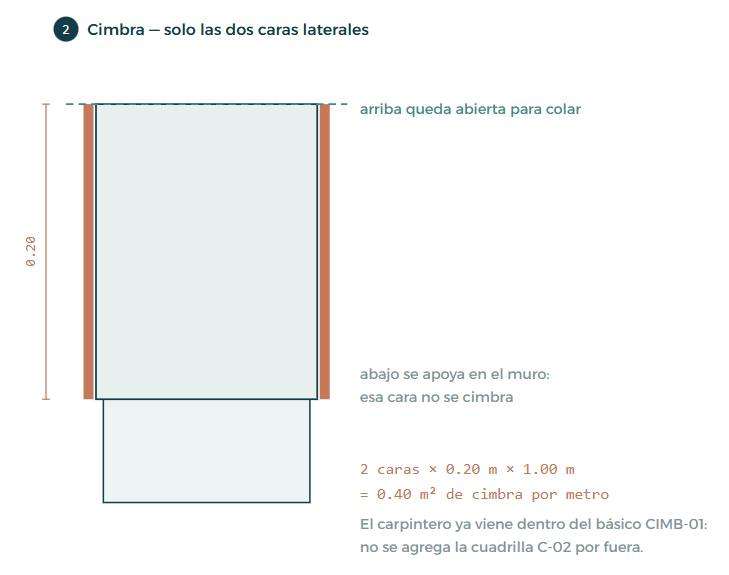 2 Cimbra — solo las dos caras laterales
arriba queda abierta para colar
0.20
abajo se apoya en el muro:
esa cara no se cimbra
2 caras × 0.20 m × 1.00 m
= 0.40 m² de cimbra por metro
El carpintero ya viene dentro del básico CIMB-01:
no se agrega la cuadrilla C-02 por fuera.